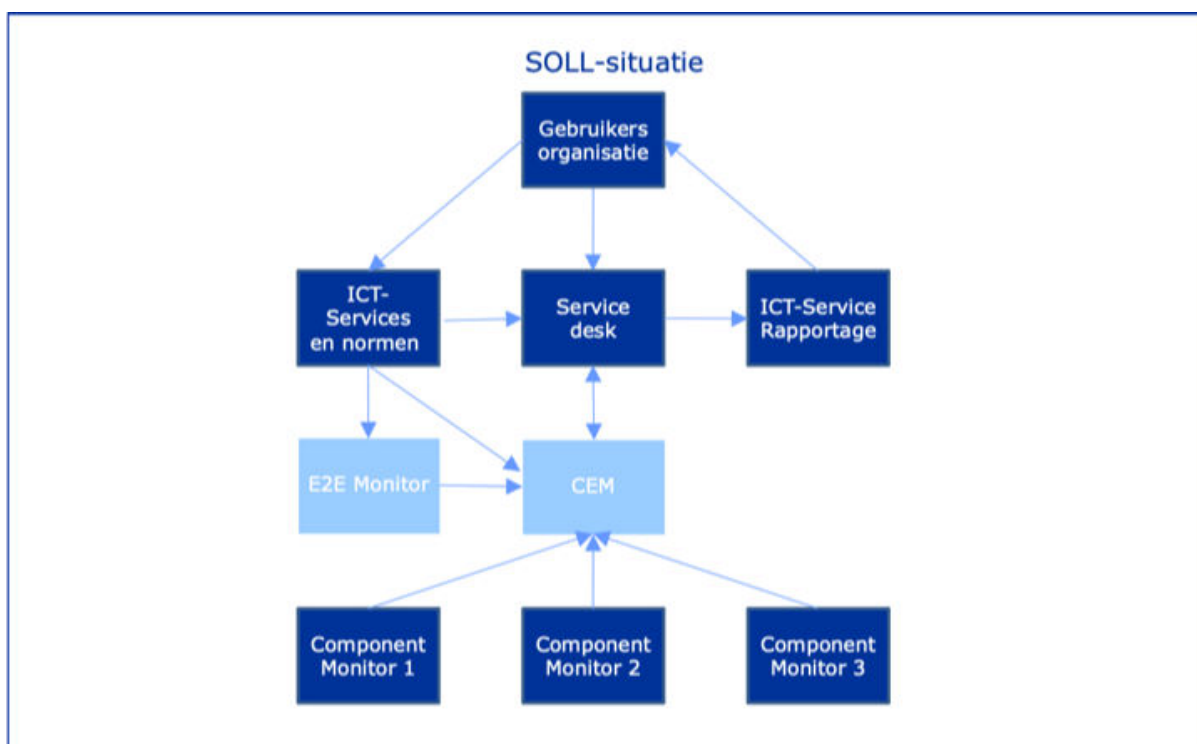 SOLL-situatie
Gebruikers
organisatie
ICT-
Services
en normen
Service
desk
ICT-Service
Rapportage
E2E Monitor
CEM
Component
Monitor 1
Component
Monitor 2
Component
Monitor 3